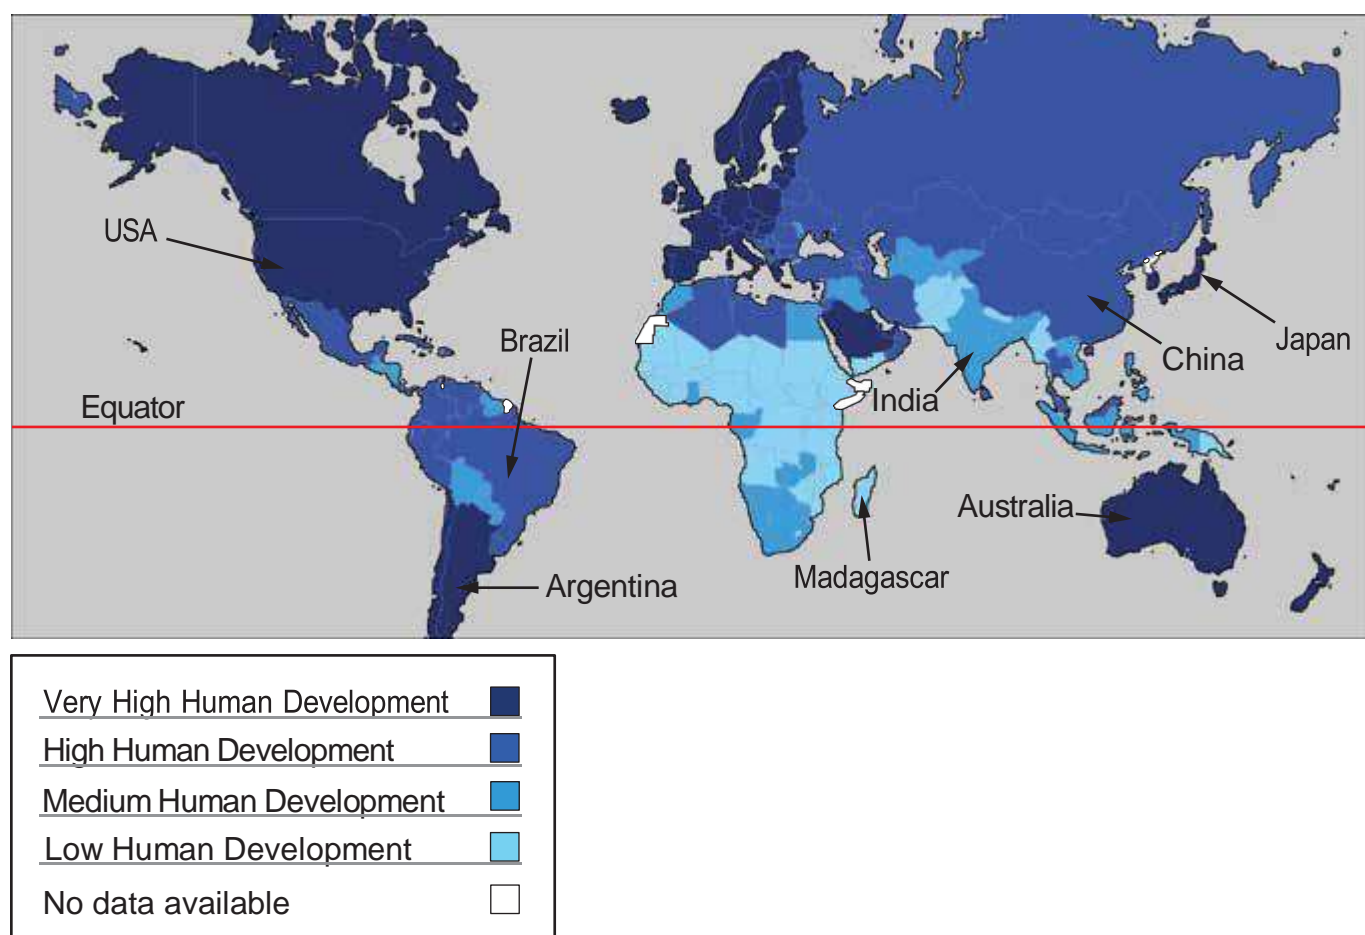 USA
Brazil
Japan
China
India
Equator
Australia
Madagascar
Argentina
Very High Human Development
High Human Development
Medium Human Development
Low Human Development
No data available